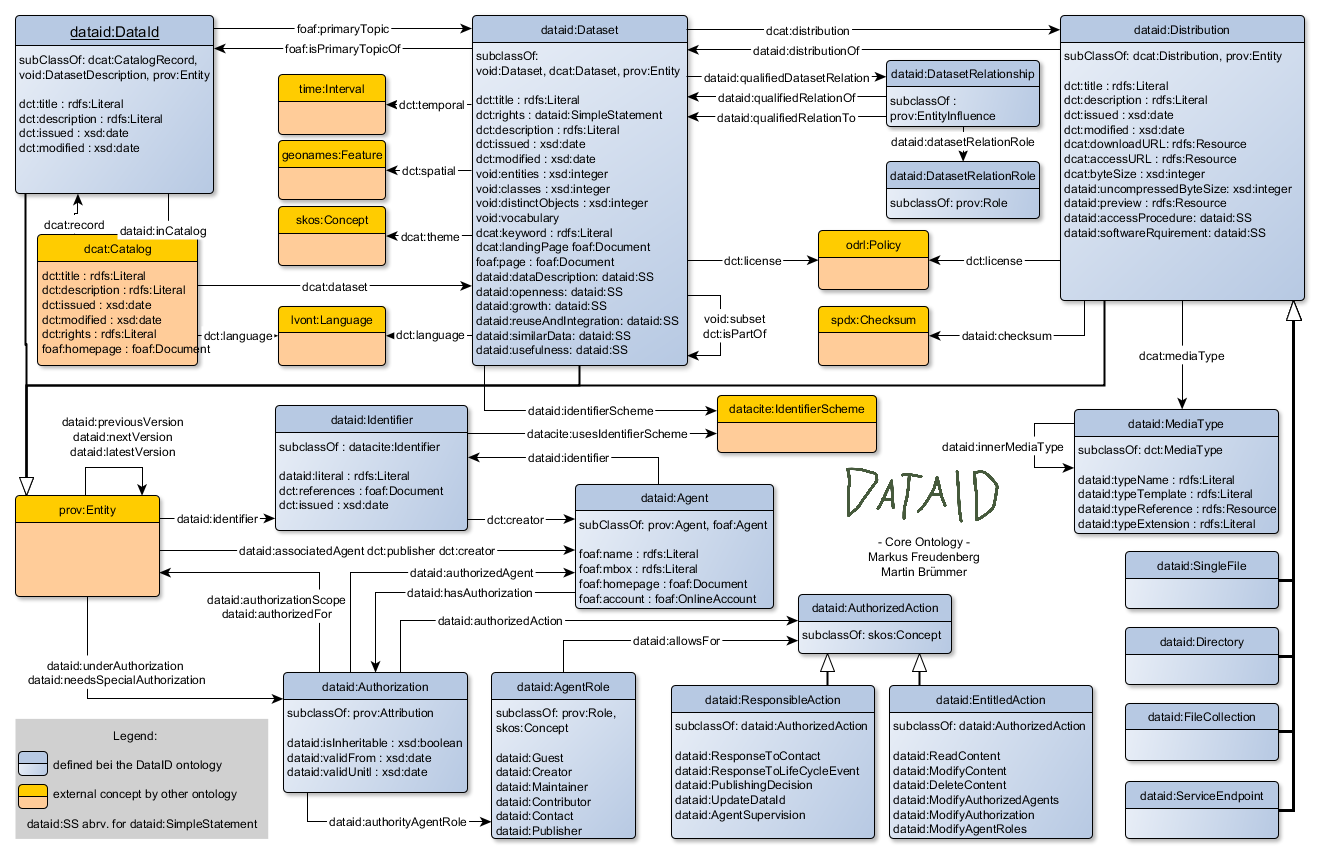 dataid:DataId
subClassOf: dcat:CatalogRecord,
void:DatasetDescription, prov:Entity
dct:title : rdfs:Literal
dct:description : rdfs:Literal
dct:issued : xsd:date
dct:modified : xsd:date
foaf:primaryTopic
foaf:isPrimaryTopicOf
dcat:record
dataid:inCatalog
dcat:Catalog
dct:title : rdfs:Literal
dct:description : rdfs:Literal
dct:issued : xsd:date
dct:modified : xsd:date
dct:rights : rdfs:Literal
foaf:homepage : foaf:Document
time:Interval
dct:temporal
geonames:Feature
dct:spatial
skos:Concept
dcat:theme
dcat:dataset
lvont:Language
dct:language
dct:language
dataid:Dataset
subclassOf:
void:Dataset, dcat:Dataset, prov:Entity
dct:title : rdfs:Literal
dct:rights : dataid:SimpleStatement
dct:description : rdfs:Literal
dct:issued : xsd:date
dct:modified : xsd:date
void:entities : xsd:integer
void:classes : xsd:integer
void:distinctObjects : xsd:integer
void:vocabulary
dcat:keyword : rdfs:Literal
dcat:landingPage foaf:Document
foaf:page : foaf:Document
dataid:dataDescription: dataid:SS
dataid:openness: dataid:SS
dataid:growth: dataid:SS
dataid:reuseAndIntegration: dataid:SS
dataid:similarData: dataid:SS
dataid:usefulness: dataid:SS
dcat:distribution
dataid:distributionOf
dataid:qualifiedDatasetRelation
dataid:qualifiedRelationOf
dataid:qualifiedRelationTo
dataid:DatasetRelationship
subclassOf :
prov:EntityInfluence
dataid:datasetRelationRole
dataid:DatasetRelationRole
subclassOf: prov:Role
odrl:Policy
dct:license
dct:license
void:subset
dct:isPartOf
spdx:Checksum
dataid:checksum
dataid:Distribution
subClassOf: dcat:Distribution, prov:Entity
dct:title : rdfs:Literal
dct:description : rdfs:Literal
dct:issued : xsd:date
dct:modified : xsd:date
dcat:downloadURL: rdfs:Resource
dcat:accessURL : rdfs:Resource
dcat:byteSize : xsd:integer
dataid:uncompressedByteSize: xsd:integer
dataid:preview : rdfs:Resource
dataid:accessProcedure: dataid:SS
dataid:softwareRquirement: dataid:SS
dcat:mediaType
dataid:previousVersion
dataid:nextVersion
dataid:latestVersion
prov:Entity
dataid:identifier
dataid:Identifier
subclassOf : datacite:Identifier
dataid:literal : rdfs:Literal
dct:references : foaf:Document
dct:issued : xsd:date
dataid:identifierScheme
datacite:usesIdentifierScheme
datacite:IdentifierScheme
dataid:identifier
dct:creator
dataid:Agent
subClassOf: prov:Agent, foaf:Agent
foaf:name : rdfs:Literal
foaf:mbox : rdfs:Literal
foaf:homepage : foaf:Document
foaf:account : foaf:OnlineAccount
dataid:innerMediaType
dataid:MediaType
subclassOf: dct:MediaType
dataid:typeName : rdfs:Literal
dataid:typeTemplate : rdfs:Literal
dataid:typeReference : rdfs:Resource
dataid:typeExtension : rdfs:Literal
DATAID
- Core Ontology -
Markus Freudenberg
Martin Brümmer
dataid:associatedAgent dct:publisher dct:creator
dataid:authorizedAgent
dataid:hasAuthorization
dataid:authorizationScope
dataid:authorizedFor
dataid:authorizedAction
dataid:allowsFor
dataid:AuthorizedAction
subclassOf: skos:Concept
dataid:SingleFile
dataid:Directory
dataid:FileCollection
dataid:ServiceEndpoint
dataid:underAuthorization
dataid:needsSpecialAuthorization
dataid:Authorization
subclassOf: prov:Attribution
dataid:isInheritable : xsd:boolean
dataid:validFrom : xsd:date
dataid:validUnitl : xsd:date
dataid:authorityAgentRole
dataid:AgentRole
subclassOf: prov:Role,
skos:Concept
dataid:Guest
dataid:Creator
dataid:Maintainer
dataid:Contributor
dataid:Contact
dataid:Publisher
dataid:ResponsibleAction
subclassOf: dataid:AuthorizedAction
dataid:ResponseToContact
dataid:ResponseToLifeCycleEvent
dataid:PublishingDecision
dataid:UpdateDataId
dataid:AgentSupervision
dataid:EntitledAction
subclassOf: dataid:AuthorizedAction
dataid:ReadContent
dataid:ModifyContent
dataid:DeleteContent
dataid:ModifyAuthorizedAgents
dataid:ModifyAuthorization
dataid:ModifyAgentRoles
Legend:
defined bei the DataID ontology
external concept by other ontology
dataid:SS abrv. for dataid:SimpleStatement